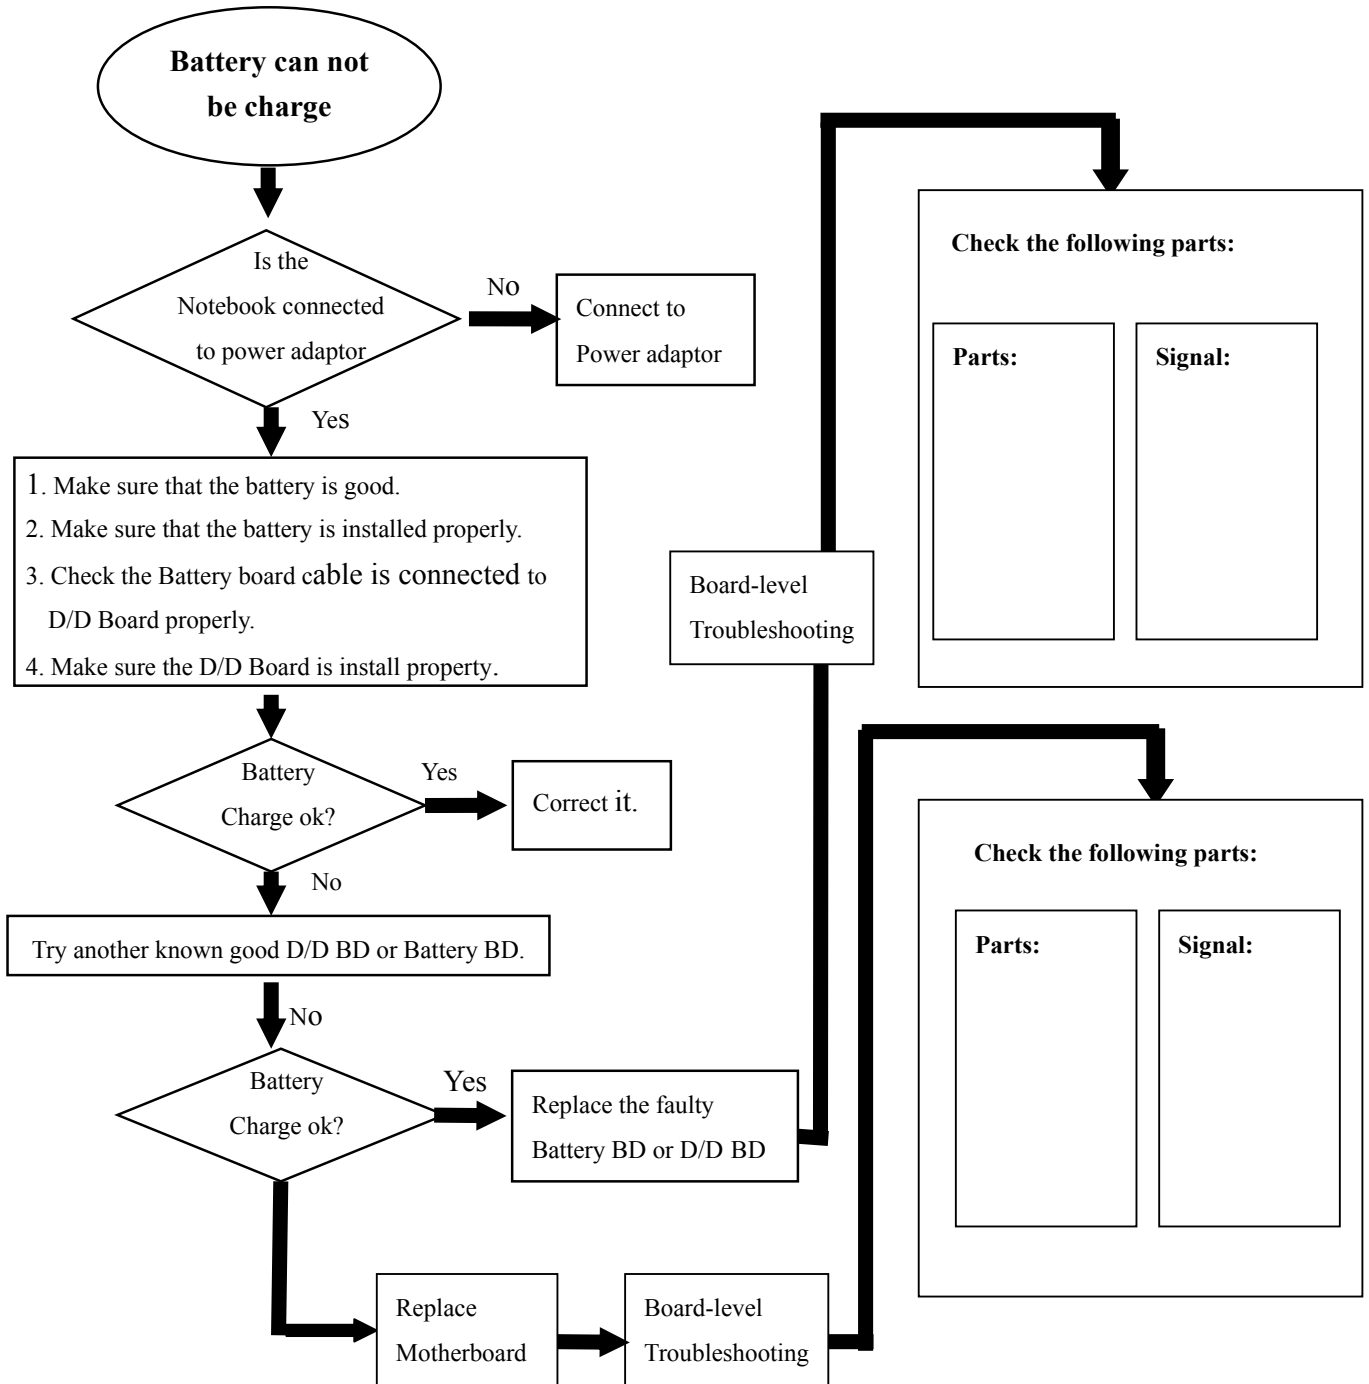 Battery can not
be charge
Is the
Notebook connected
to power adaptor
No
Connect to
Power adaptor
Yes
1. Make sure that the battery is good.
2. Make sure that the battery is installed properly.
3. Check the Battery board cable is connected to
D/D Board properly.
4. Make sure the D/D Board is install property.
Battery
Charge ok?
Yes
Correct it.
No
Try another known good D/D BD or Battery BD.
No
Battery
Charge ok?
Yes
Replace the faulty
Battery BD or D/D BD
Board-level
Troubleshooting
Check the following parts:
Parts:
Signal:
Replace
Motherboard
Board-level
Troubleshooting
Check the following parts:
Parts:
Signal: